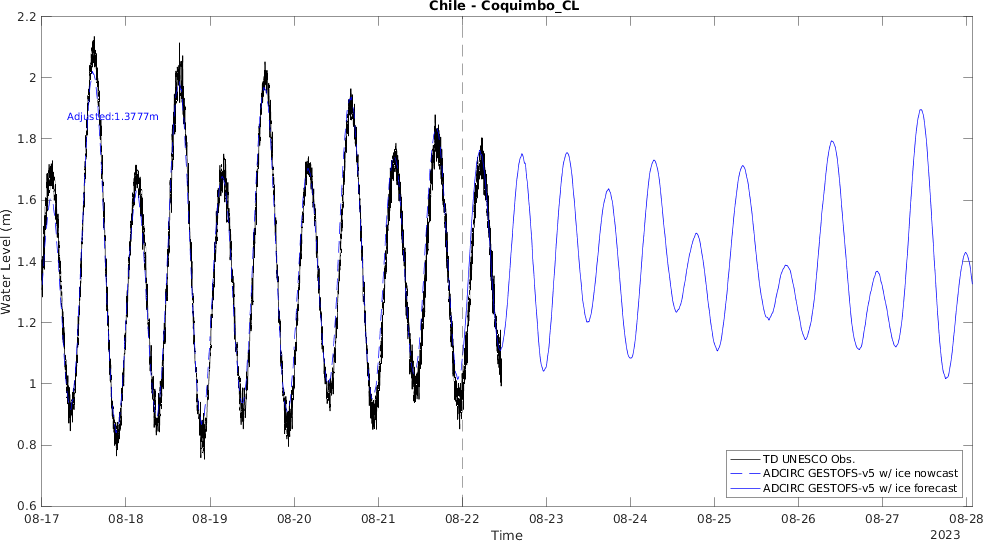 Chile - Coquimbo_CL
2.2
2
1.8
1.6
1.4
1.2
1
0.8
0.6
Water Level (m)
Adjusted:1.3777m
TD UNESCO Obs.
ADCIRC GESTOFS-v5 w/ ice nowcast
ADCIRC GESTOFS-v5 w/ ice forecast
08-17 08-18 08-19 08-20 08-21 08-22 08-23 08-24 08-25 08-26 08-27 08-28
Time
2023